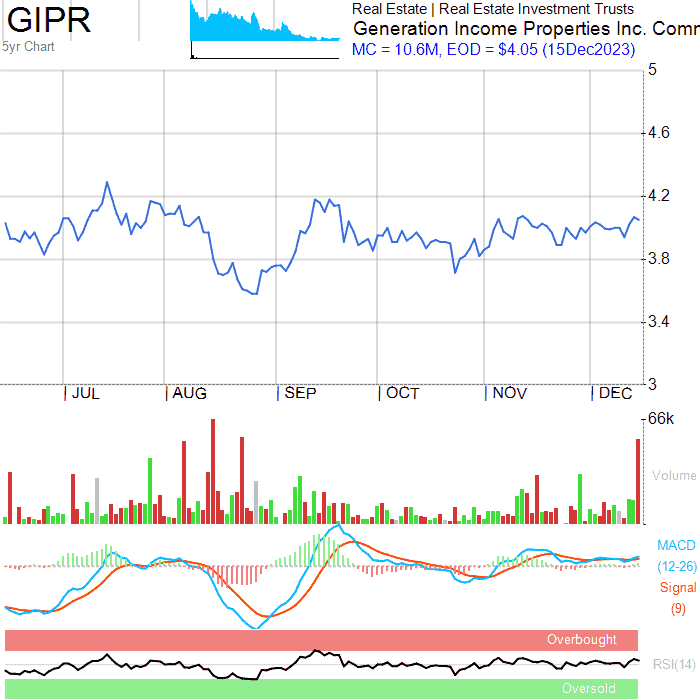 GIPR
5yr Chart
Real Estate | Real Estate Investment Trusts
Generation Income Properties Inc. Comm
MC = 10.6M, EOD = $4.05 (15Dec2023)
5
4.6
4.2
3.8
3.4
3
JUL AUG SEP OCT NOV DEC
66k
Volume
MACD
(12-26)
Signal
(9)
Overbought
RSI(14)
Oversold